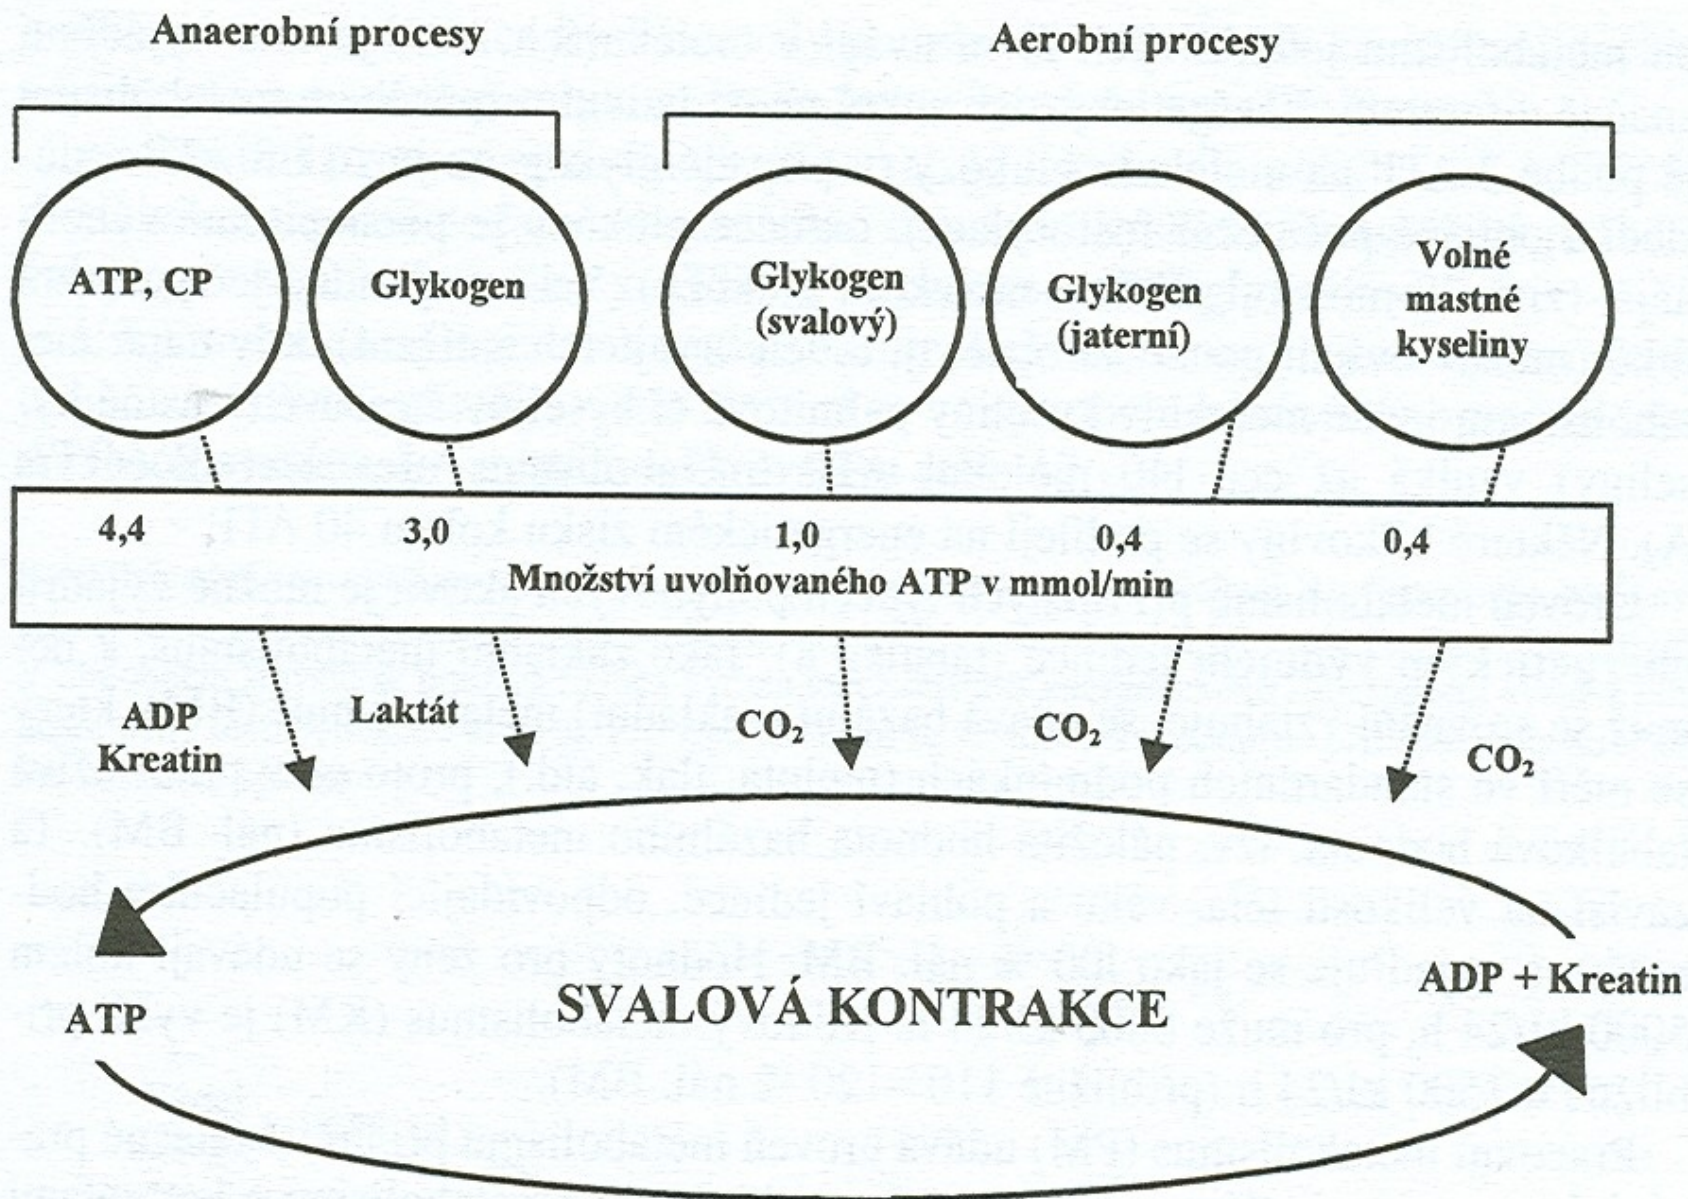 Anaerobní procesy
Aerobní procesy
ATP, CP
Glykogen
Glykogen
(svalový)
Glykogen
(jaterní)
Volné
mastné
kyseliny
4,4 3,0 1,0 0,4 0,4
Množství uvolňovaného ATP v mmol/min
ADP
Kreatin
Laktát
CO₂
CO₂
CO₂
ATP
SVALOVÁ KONTRAKCE
ADP + Kreatin